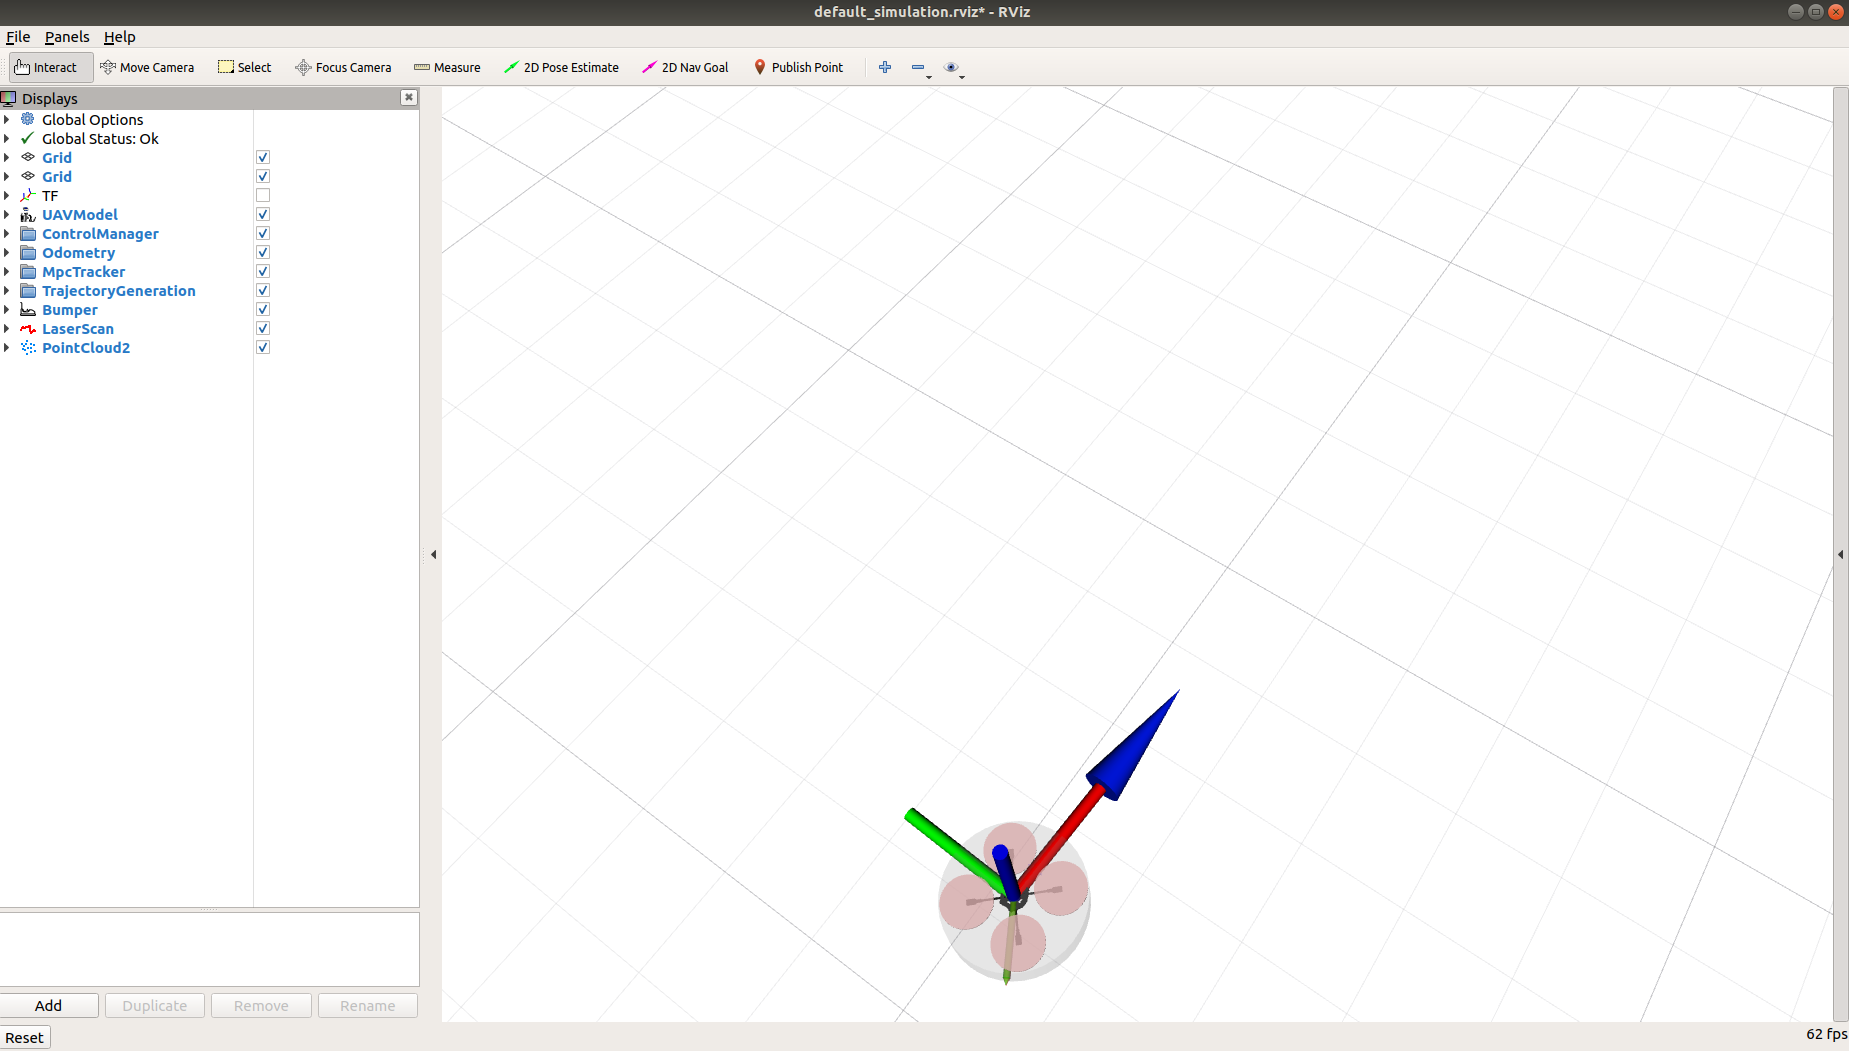 default_simulation.rviz* - RViz
File Panels Help
Interact Move Camera Select Focus Camera Measure 2D Pose Estimate 2D Nav Goal Publish Point
Displays
Global Options
Global Status: Ok
Grid
Grid
TF
UAVModel
ControlManager
Odometry
MpcTracker
TrajectoryGeneration
Bumper
LaserScan
PointCloud2
Add Duplicate Remove Rename
Reset
62 fps